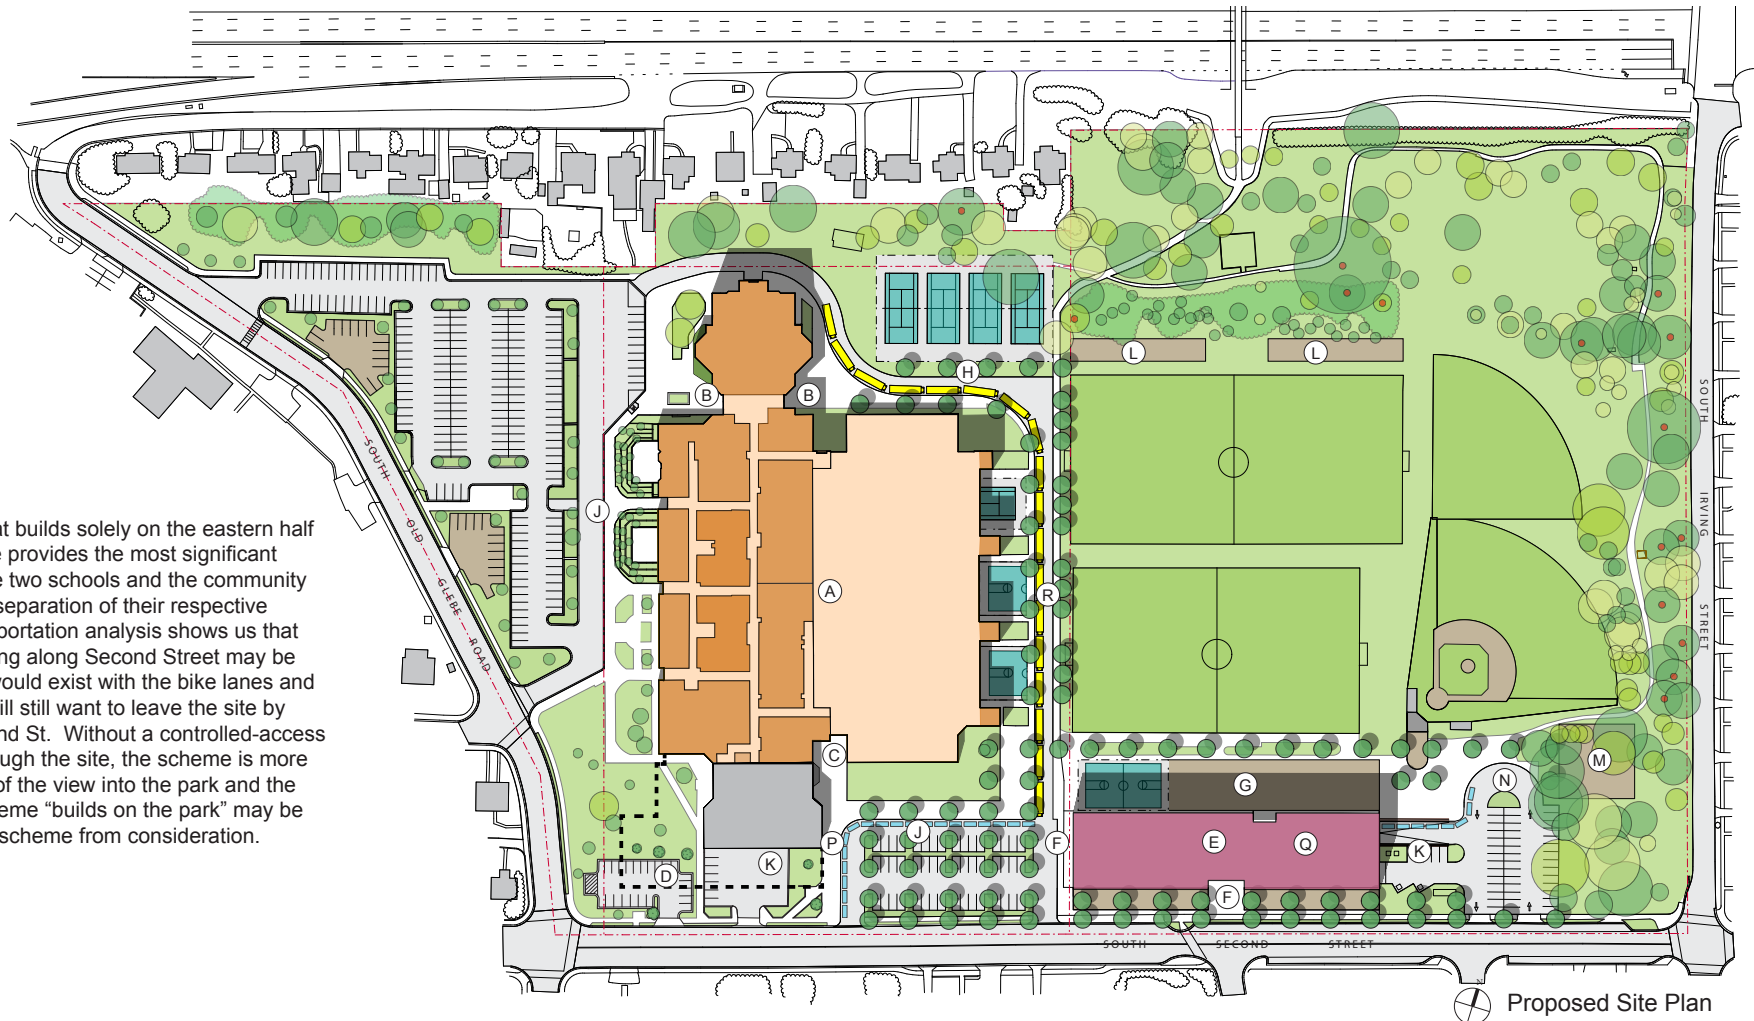 at builds solely on the eastern half
e provides the most significant
e two schools and the community
separation of their respective
portation analysis shows us that
ng along Second Street may be
would exist with the bike lanes and
ill still want to leave the site by
nd St.  Without a controlled-access
ugh the site, the scheme is more
of the view into the park and the
eme “builds on the park” may be
scheme from consideration.
SOUTH OLD GLEBE ROAD
SOUTH IRVING STREET
SOUTH SECOND STREET
L
L
H
B
B
J
A
R
C
M
N
G
J
P
F
E
Q
K
K
D
F
Proposed Site Plan